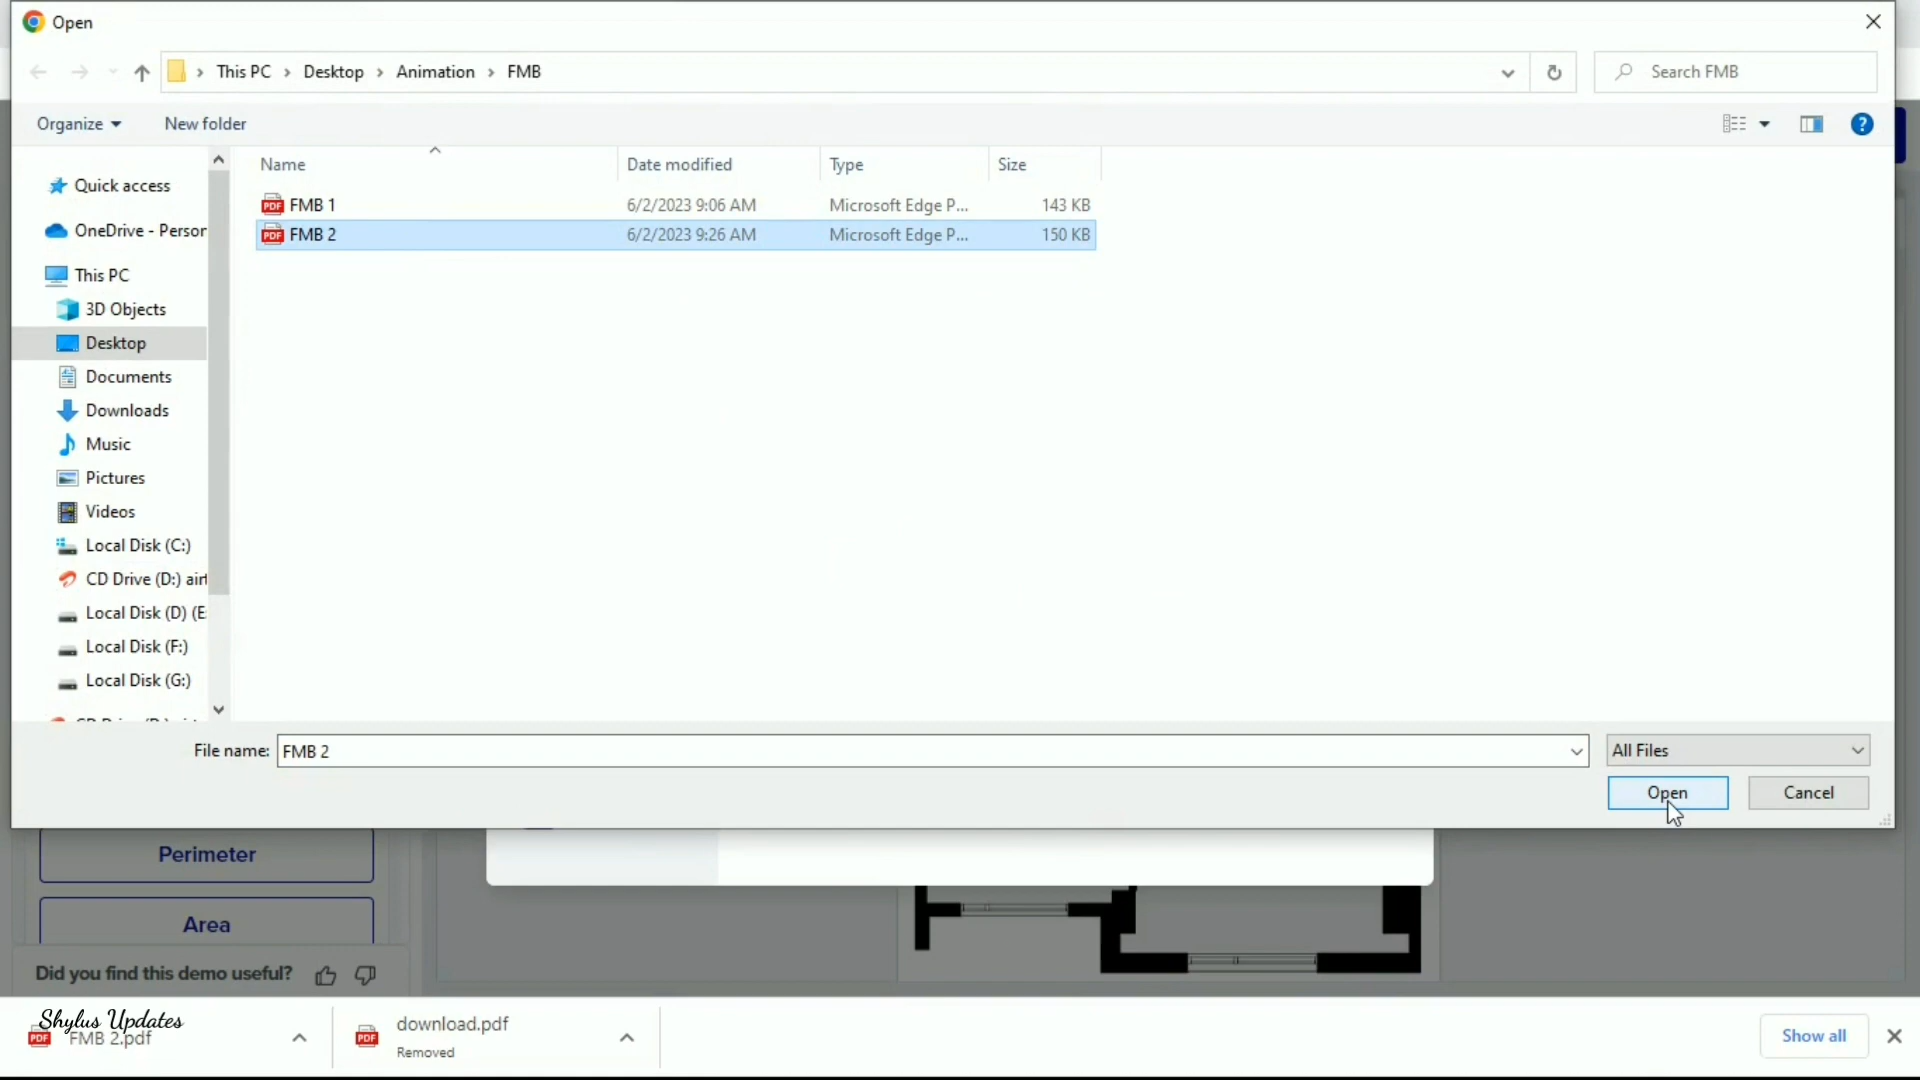 Open
This PC > Desktop > Animation > FMB
Search FMB
Organize
New folder
?
Name
Date modified
Type
Size
FMB 1
6/2/2023 9:06 AM
Microsoft Edge P...
143 KB
FMB 2
6/2/2023 9:26 AM
Microsoft Edge P...
150 KB
Quick access
OneDrive - Person
This PC
3D Objects
Desktop
Documents
Downloads
Music
Pictures
Videos
Local Disk (C:)
CD Drive (D:) airt
Local Disk (D) (E:
Local Disk (F:)
Local Disk (G:)
File name:
FMB 2
All Files
Open
Cancel
Perimeter
Area
Did you find this demo useful?
Shylus Updates
PDF
FMB 2.pdf
PDF
download.pdf
Removed
Show all